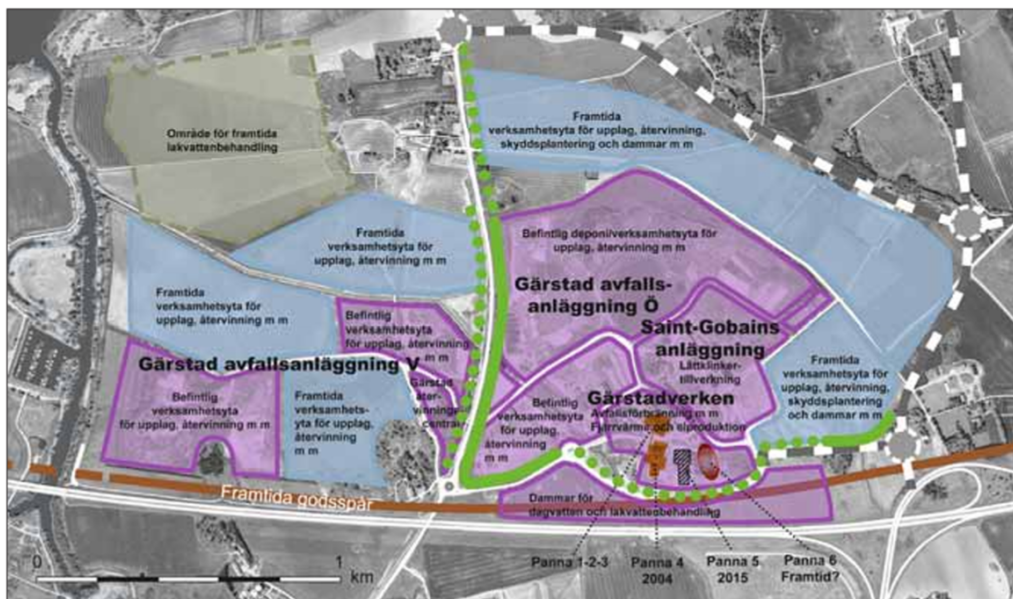 Framtida
verksamhetsyta för upplag, återvinning,
skyddsplantering och dammar m m
Område för framtida
lakvattenbehandling
Framtida
verksamhetsyta för
upplag, återvinning m m
Befintlig deponi/verksamhetsyta för
upplag, återvinning m m
Gärstad avfalls-
anläggning Ö
Framtida
verksamhetsyta för
upplag, återvinning m m
Befintlig
verksamhetsyta
för upplag, återvinning
m m
Saint-Gobains
anläggning
Lättklinker-
tillverkning
Gärstad avfallsanläggning V
Gärstad
åter-
vinnings-
central
Framtida
verksamhetsyta för
upplag, återvinning,
skyddsplantering
och dammar m m
Befintlig
verksamhetsyta
för upplag, återvinning m m
Framtida
verksamhets-
yta för upplag,
återvinning
m m
Befintlig
verksamhetsyta för
upplag, återvinning
m m
Gärstadverken
Avfallsförbränning m m
Fjärrvärme och elproduktion
Framtida godsspår
Dammar för
dagvatten och lakvattenbehandling
0 1
km
Panna 1-2-3
Panna 4
2004
Panna 5
2015
Panna 6
Framtid?